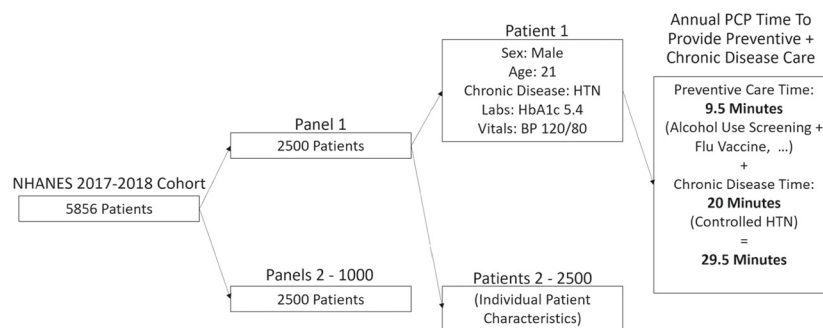 NHANES 2017-2018 Cohort
5856 Patients
Panel 1
2500 Patients
Panels 2 - 1000
2500 Patients
Patient 1
Sex: Male
Age: 21
Chronic Disease: HTN
Labs: HbA1c 5.4
Vitals: BP 120/80
Patients 2 - 2500
(Individual Patient
Characteristics)
Annual PCP Time To
Provide Preventive +
Chronic Disease Care
Preventive Care Time:
9.5 Minutes
(Alcohol Use Screening +
Flu Vaccine, ...)
+
Chronic Disease Time:
20 Minutes
(Controlled HTN)
=
29.5 Minutes